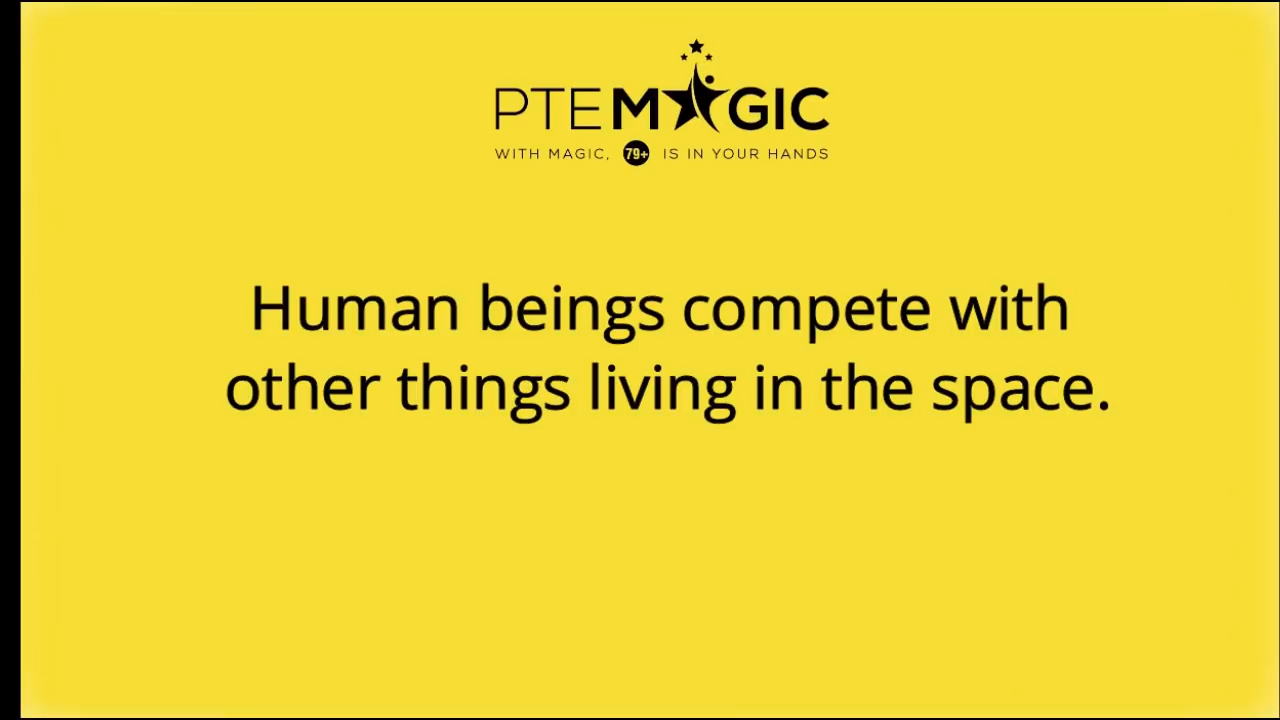 PTEMAGIC
WITH MAGIC, 79+ IS IN YOUR HANDS
Human beings compete with
other things living in the space.